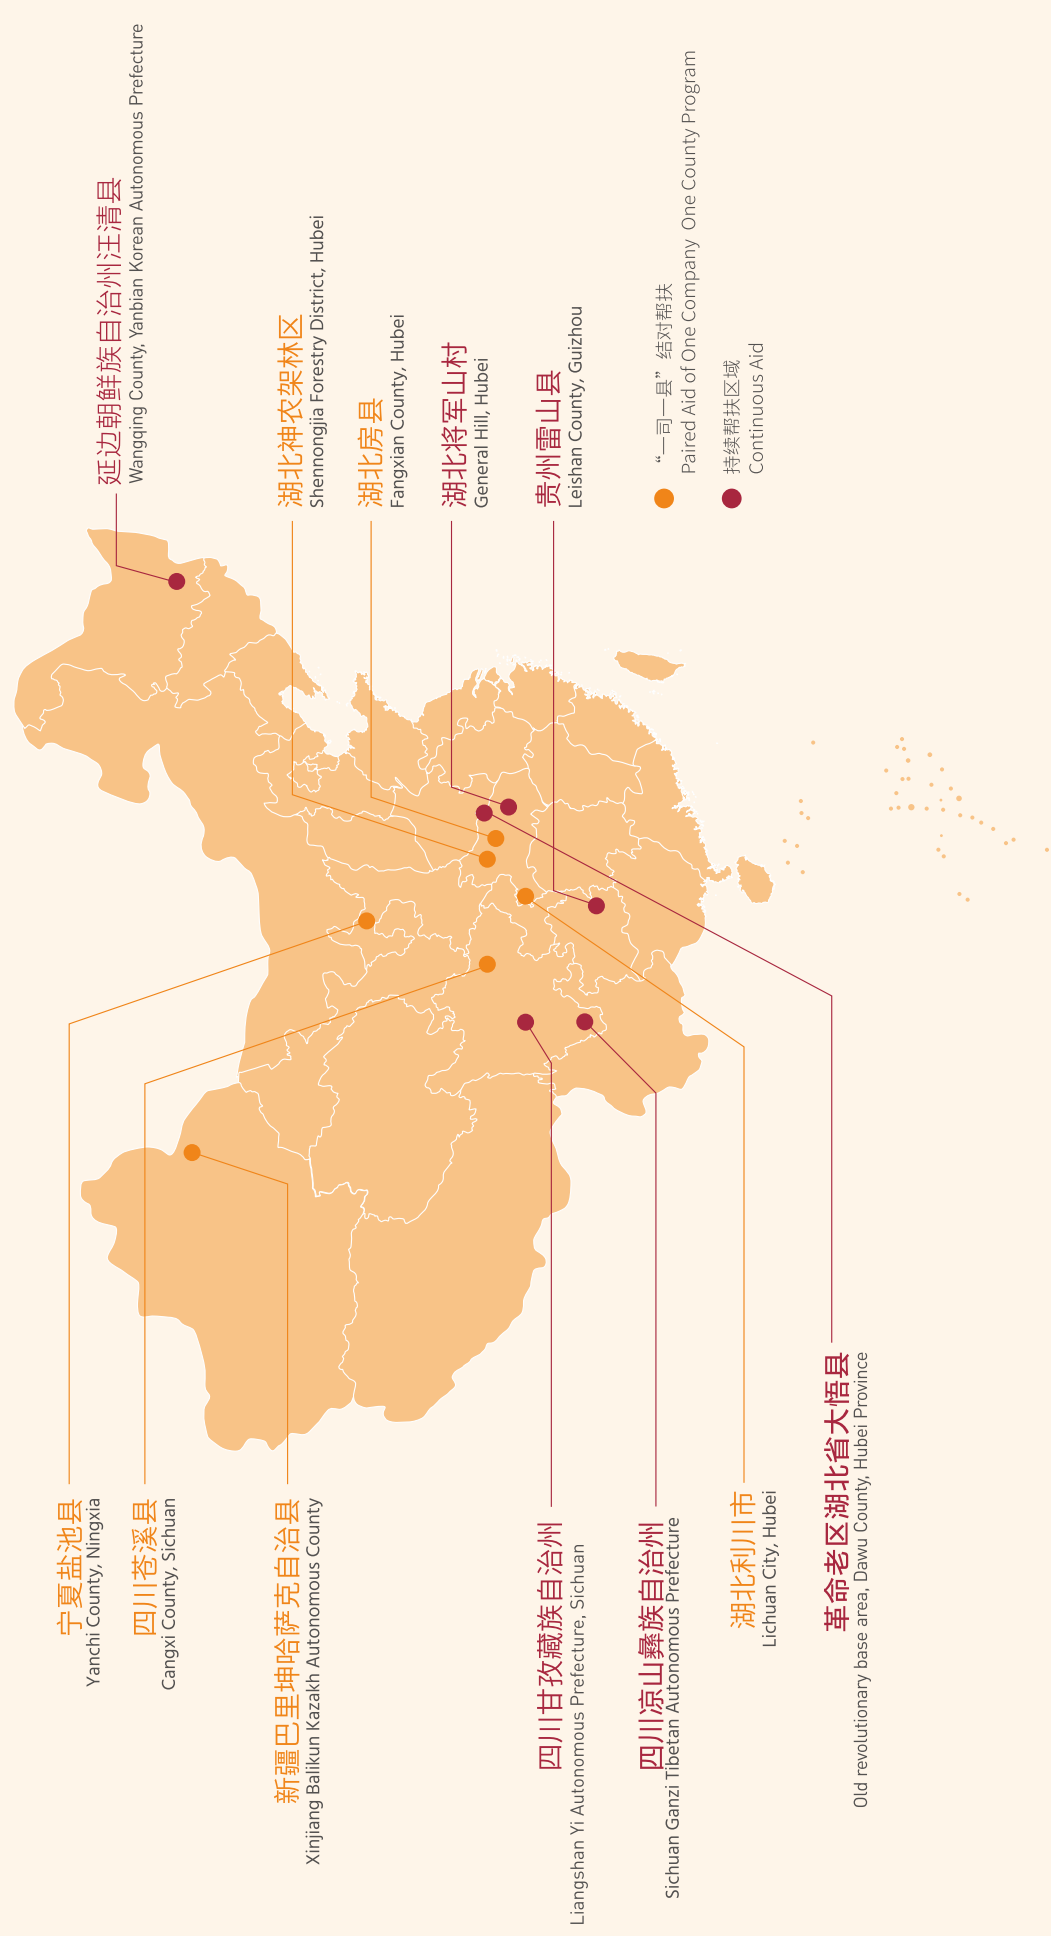 宁夏盐池县
Yanchi County, Ningxia
四川苍溪县
Cangxi County, Sichuan
新疆巴里坤哈萨克自治县
Xinjiang Balikun Kazakh Autonomous County
四川甘孜藏族自治州
Liangshan Yi Autonomous Prefecture, Sichuan
四川凉山彝族自治州
Sichuan Ganzi Tibetan Autonomous Prefecture
湖北利川市
Lichuan City, Hubei
革命老区湖北省大悟县
Old revolutionary base area, Dawu County, Hubei Province
延边朝鲜族自治州汪清县
Wangqing County, Yanbian Korean Autonomous Prefecture
湖北神农架林区
Shennongjia Forestry District, Hubei
湖北房县
Fangxian County, Hubei
湖北将军山村
General Hill, Hubei
贵州雷山县
Leishan County, Guizhou
“一司一县” 结对帮扶
Paired Aid of One Company One County Program
持续帮扶区域
Continuous Aid